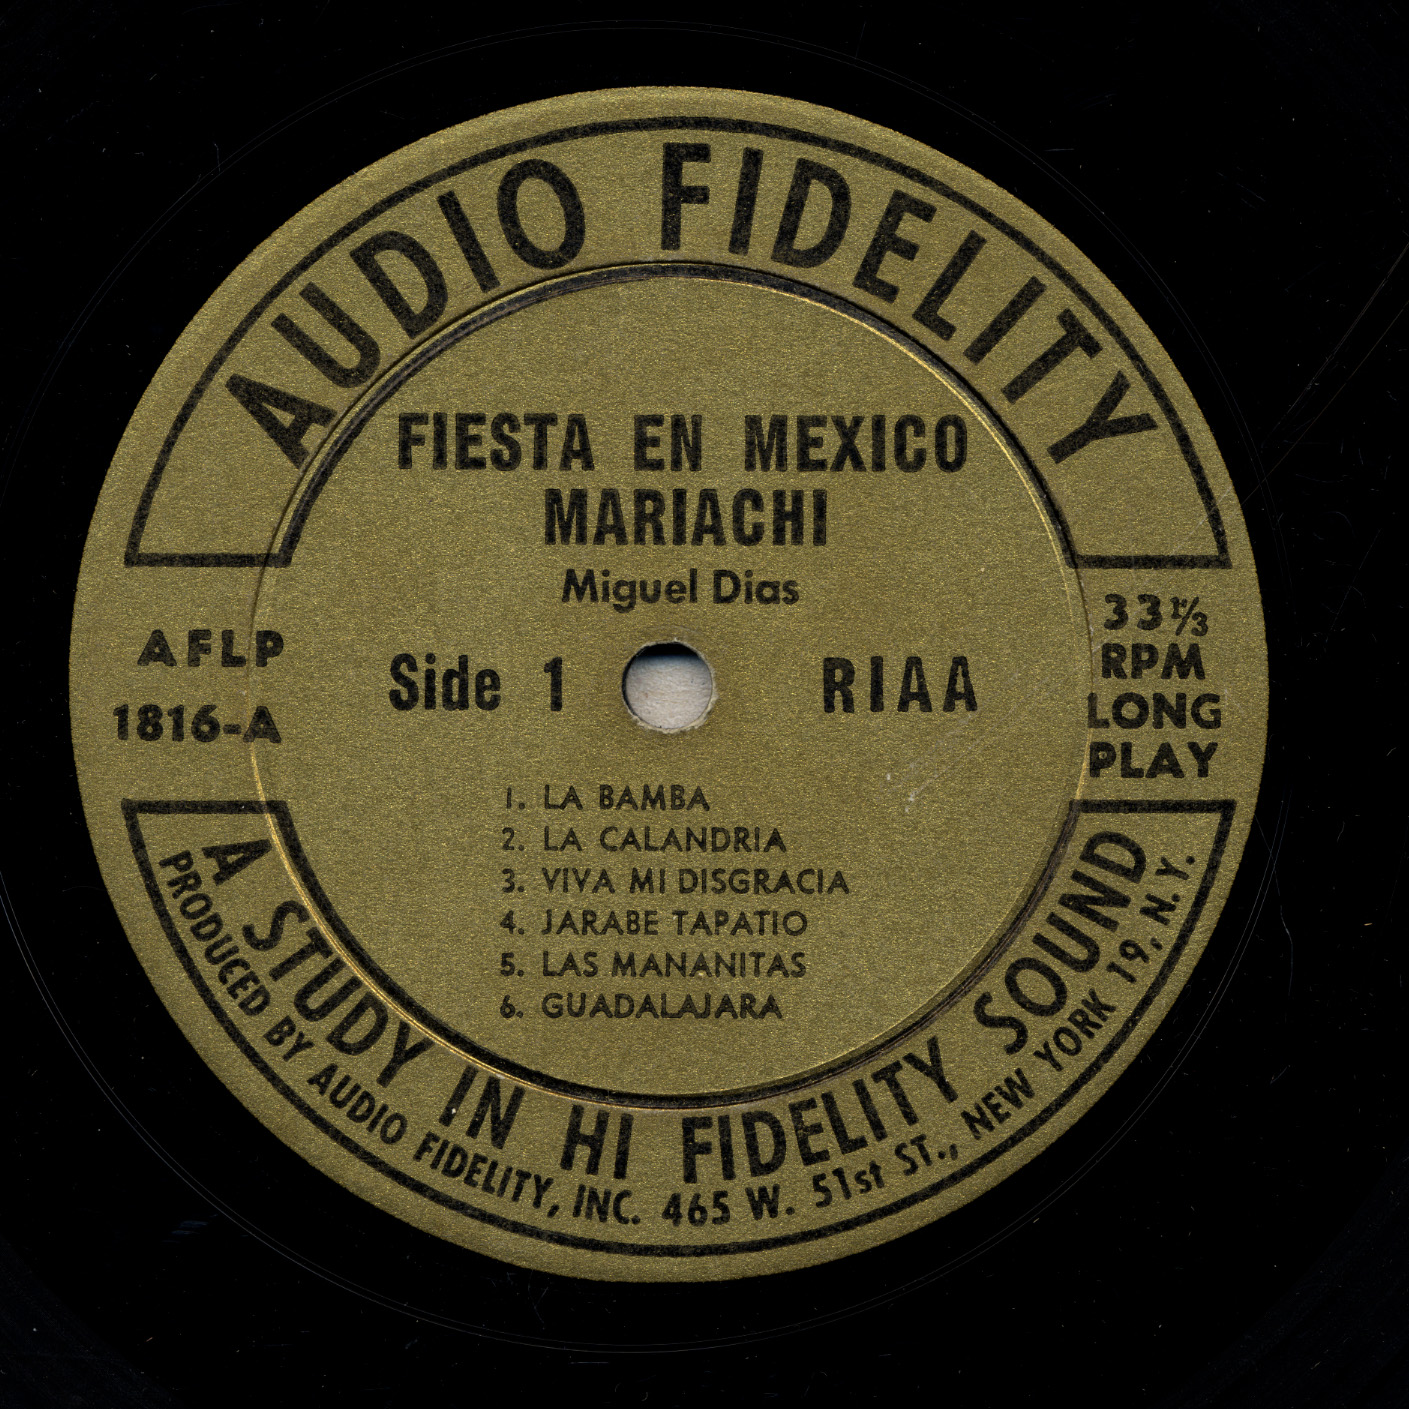 AUDIO FIDELITY
FIESTA EN MEXICO
MARIACHI
Miguel Dias
AFLP
1816-A
Side 1
RIAA
33 1/3
RPM
LONG
PLAY
1. LA BAMBA
2. LA CALANDRIA
3. VIVA MI DISGRACIA
4. JARABE TAPATIO
5. LAS MANANITAS
6. GUADALAJARA
A STUDY IN HI FIDELITY SOUND
PRODUCED BY AUDIO FIDELITY, INC. 465 W. 51st ST., NEW YORK 19, N.Y.